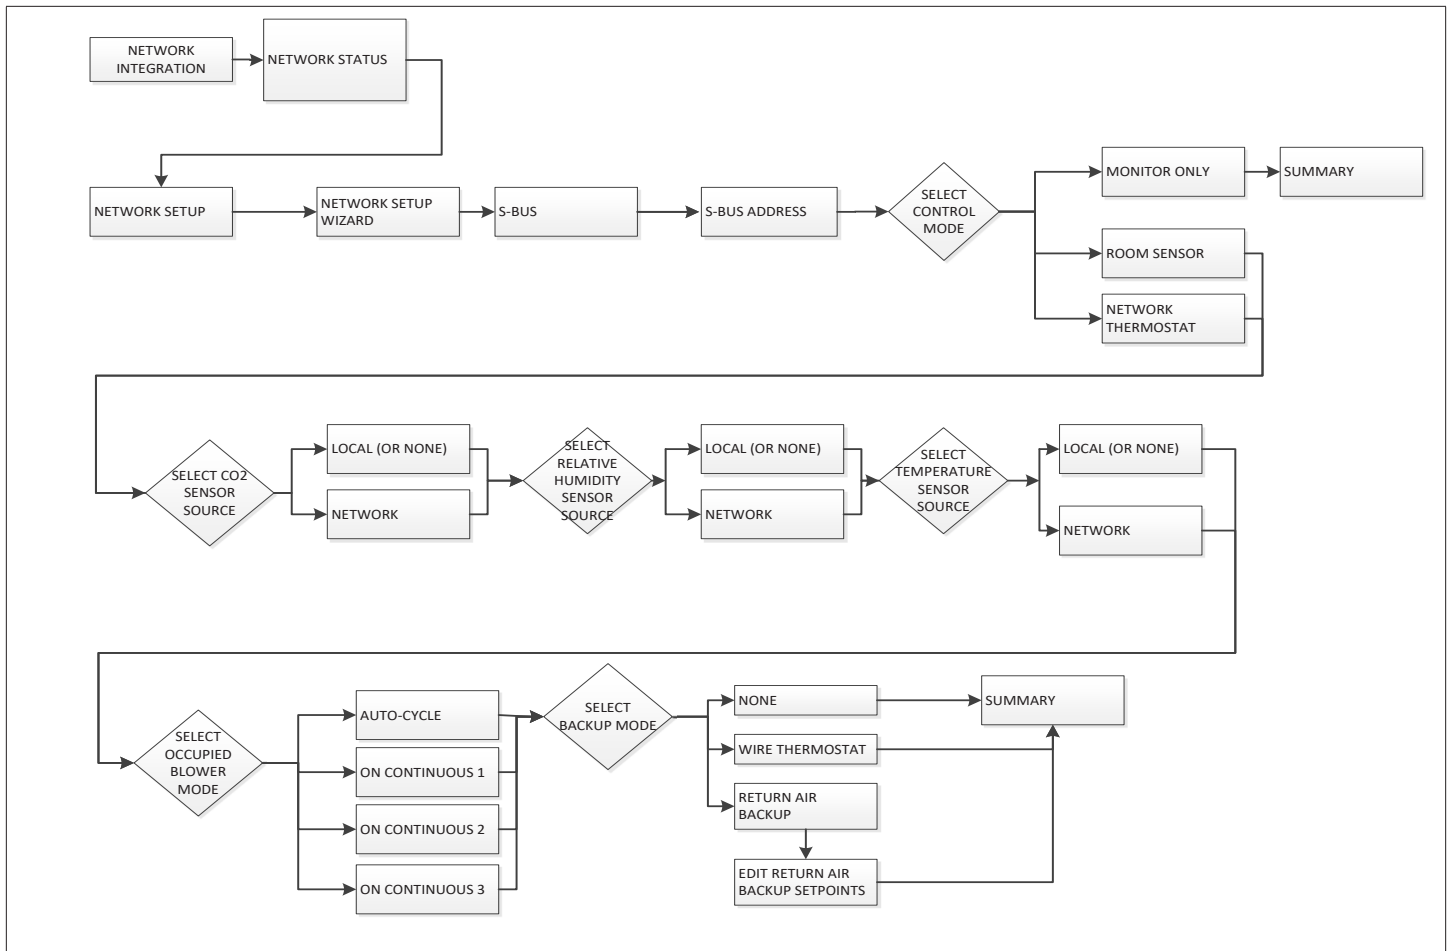 NETWORK
INTEGRATION
NETWORK STATUS
NETWORK SETUP
NETWORK SETUP
WIZARD
S-BUS
S-BUS ADDRESS
SELECT
CONTROL
MODE
MONITOR ONLY
SUMMARY
ROOM SENSOR
NETWORK
THERMOSTAT
SELECT CO2
SENSOR
SOURCE
LOCAL (OR NONE)
NETWORK
SELECT
RELATIVE
HUMIDITY
SENSOR
SOURCE
LOCAL (OR NONE)
NETWORK
SELECT
TEMPERATURE
SENSOR
SOURCE
LOCAL (OR NONE)
NETWORK
SELECT
OCCUPIED
BLOWER
MODE
AUTO-CYCLE
ON CONTINUOUS 1
ON CONTINUOUS 2
ON CONTINUOUS 3
SELECT
BACKUP MODE
NONE
WIRE THERMOSTAT
RETURN AIR
BACKUP
EDIT RETURN AIR
BACKUP SETPOINTS
SUMMARY